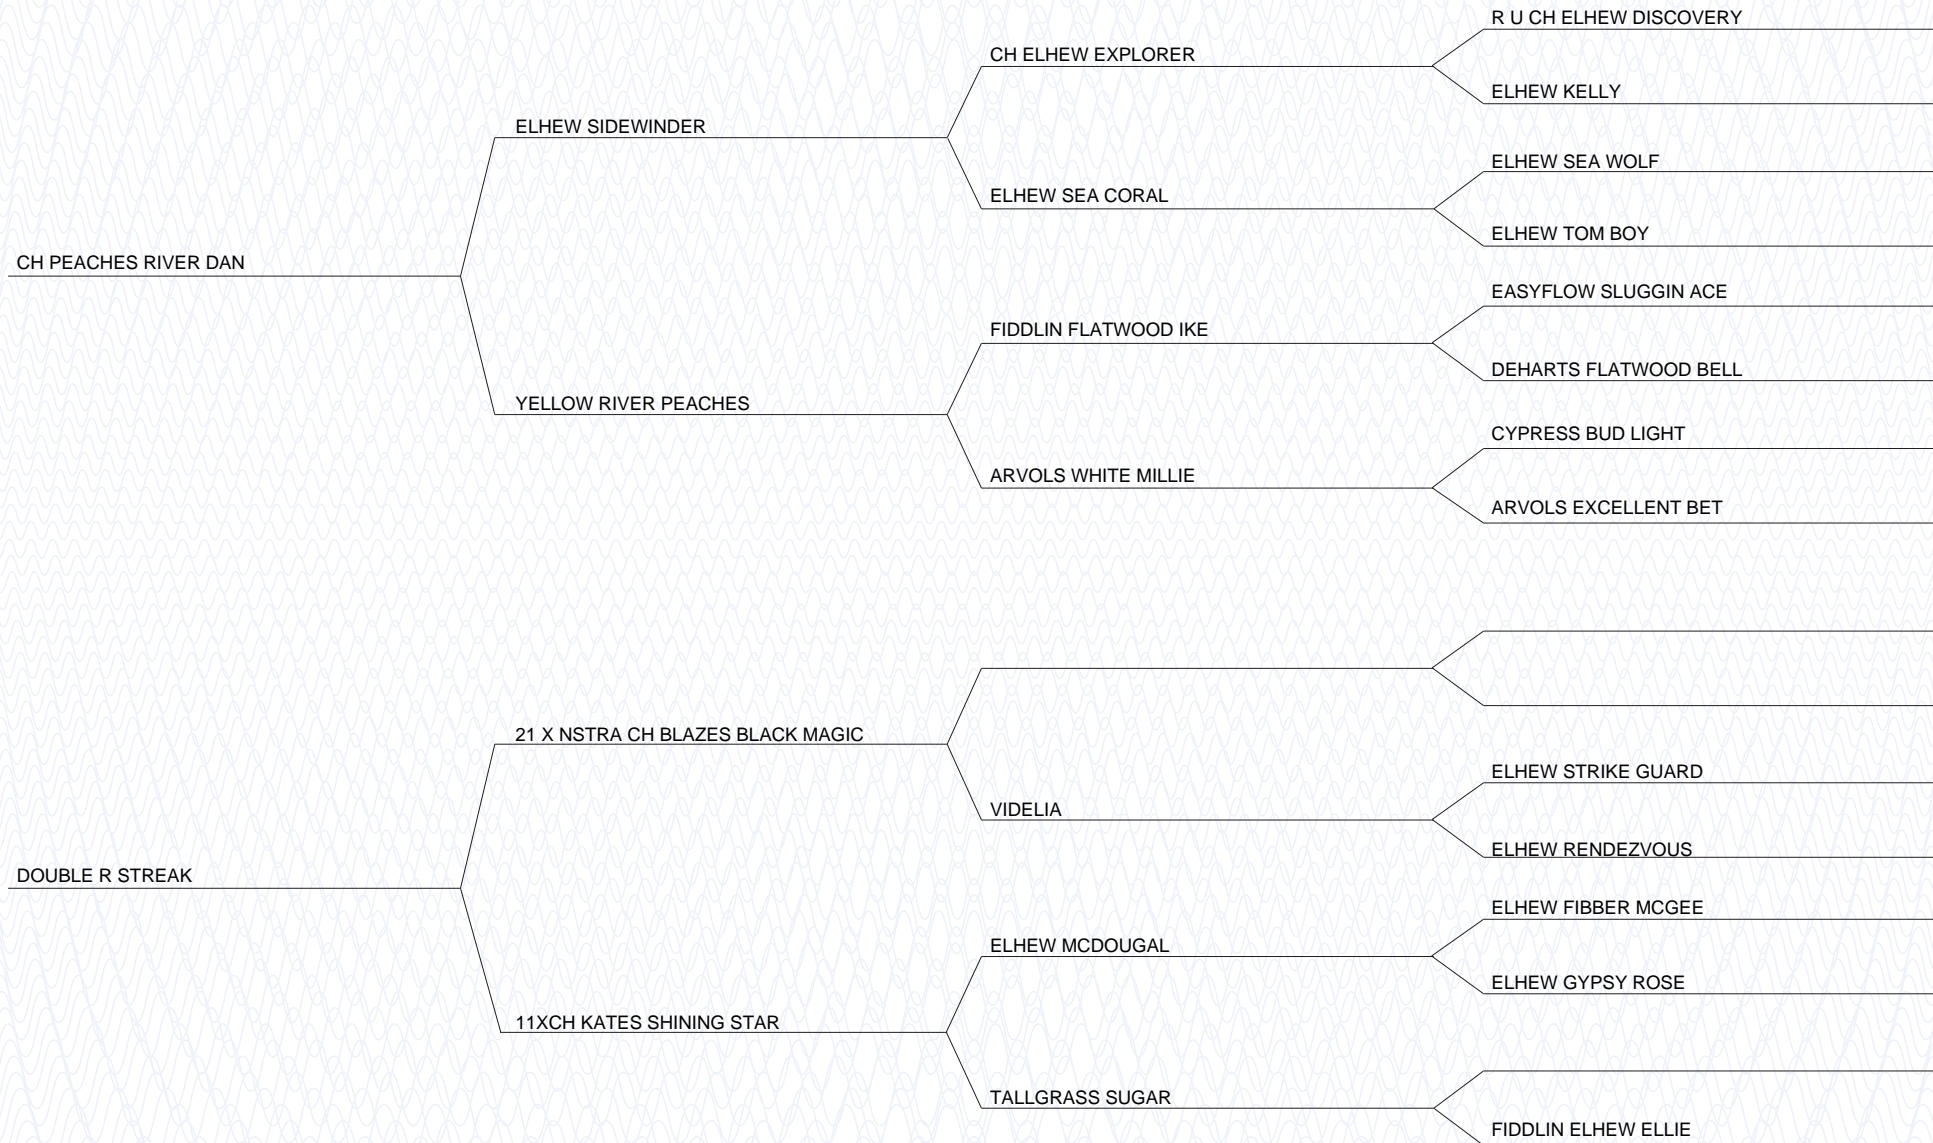 R U CH ELHEW DISCOVERY
CH ELHEW EXPLORER
ELHEW KELLY
ELHEW SIDEWINDER
ELHEW SEA WOLF
ELHEW SEA CORAL
ELHEW TOM BOY
CH PEACHES RIVER DAN
EASYFLOW SLUGGIN ACE
FIDDLIN FLATWOOD IKE
DEHARTS FLATWOOD BELL
YELLOW RIVER PEACHES
CYPRESS BUD LIGHT
ARVOLS WHITE MILLIE
ARVOLS EXCELLENT BET
21 X NSTRA CH BLAZES BLACK MAGIC
ELHEW STRIKE GUARD
VIDELIA
ELHEW RENDEZVOUS
DOUBLE R STREAK
ELHEW FIBBER MCGEE
ELHEW MCDOUGAL
ELHEW GYPSY ROSE
11XCH KATES SHINING STAR
TALLGRASS SUGAR
FIDDLIN ELHEW ELLIE